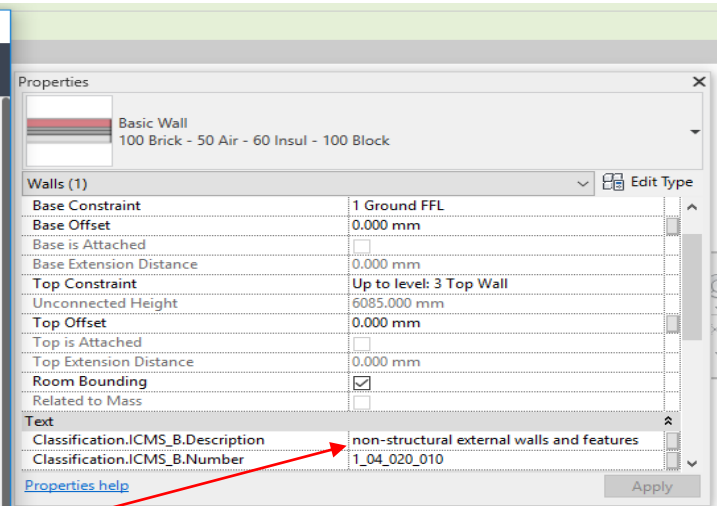 Properties
Basic Wall
100 Brick - 50 Air - 60 Insul - 100 Block
Walls (1) Edit Type
Base Constraint 1 Ground FFL
Base Offset 0.000 mm
Base is Attached
Base Extension Distance 0.000 mm
Top Constraint Up to level: 3 Top Wall
Unconnected Height 6085.000 mm
Top Offset 0.000 mm
Top is Attached
Top Extension Distance 0.000 mm
Room Bounding
Related to Mass
Text
Classification.ICMS_B.Description non-structural external walls and features
Classification.ICMS_B.Number 1_04_020_010
Properties help Apply